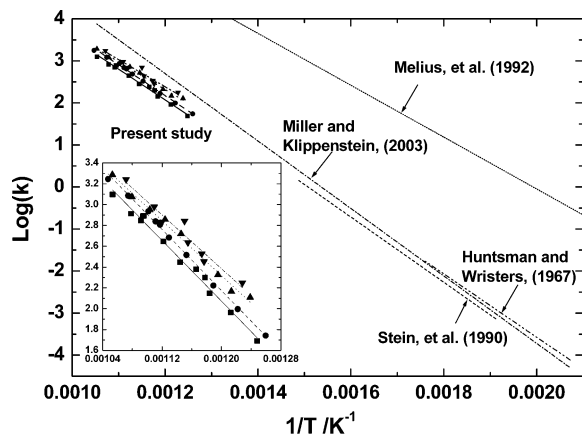 4
3
2
1
0
-1
-2
-3
-4
Log(k)
Melius, et al. (1992)
Present study
Miller and
Klippenstein, (2003)
Huntsman and
Wristers, (1967)
Stein, et al. (1990)
3.4
3.2
3.0
2.8
2.6
2.4
2.2
2.0
1.8
1.6
0.00104 0.00112 0.00120 0.00128
0.0010 0.0012 0.0014 0.0016 0.0018 0.0020
1/T /K⁻¹